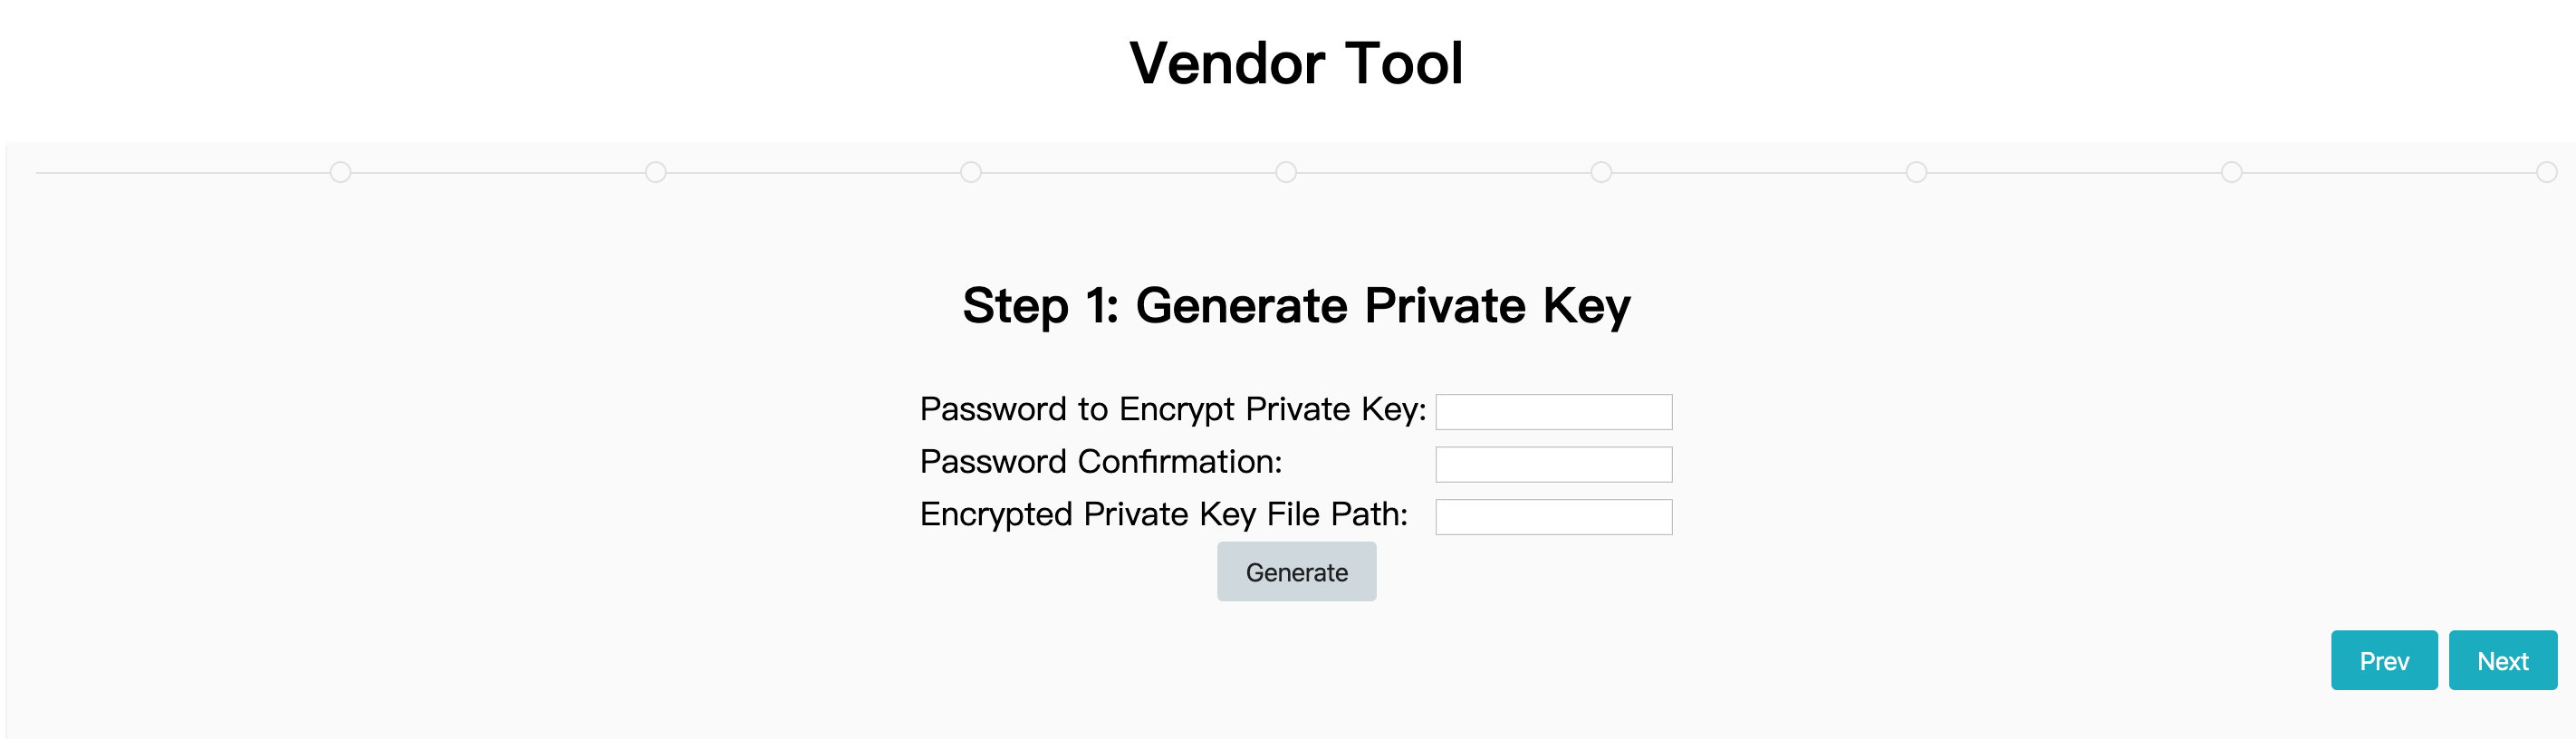 Vendor Tool
Step 1: Generate Private Key
Password to Encrypt Private Key:
Password Confirmation:
Encrypted Private Key File Path:
Generate
Prev Next